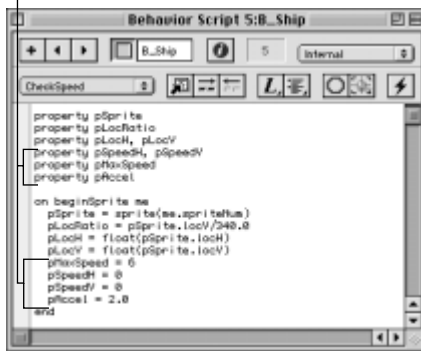 Behavior Script 5:B_Ship
B_Ship
5
Internal
CheckSpeed
property pSprite
property pLocRatio
property pLocH, pLocV
property pSpeedH, pSpeedV
property pMaxSpeed
property pAccel
on beginSprite me
pSprite = sprite(me.spriteNum)
pLocRatio = pSprite.locV/340.0
pLocH = float(pSprite.locH)
pLocV = float(pSprite.locV)
pMaxSpeed = 6
pSpeedH = 0
pSpeedV = 0
pAccel = 2.0
end